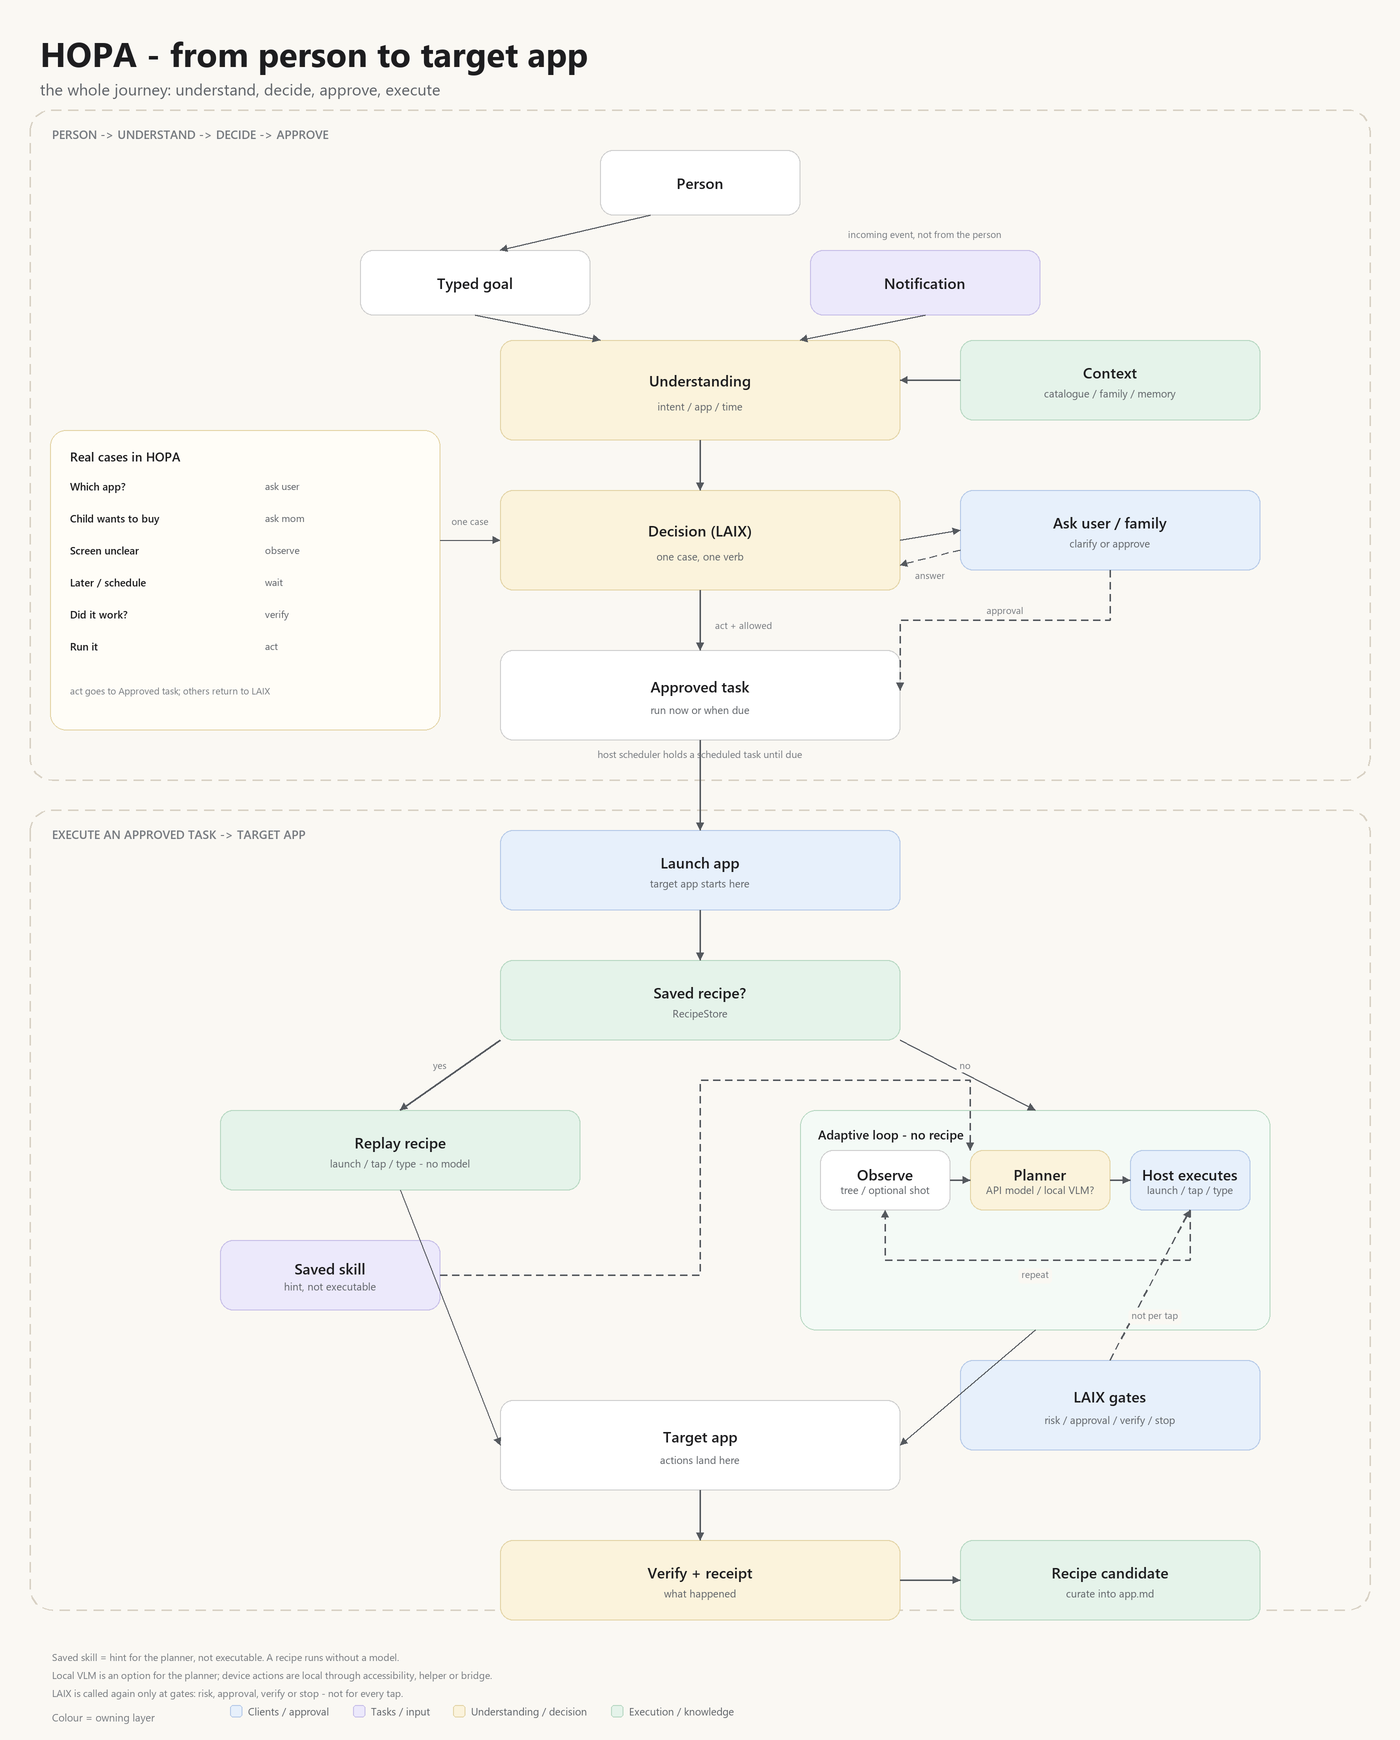 HOPA - from person to target app
the whole journey: understand, decide, approve, execute
PERSON -> UNDERSTAND -> DECIDE -> APPROVE
Person
incoming event, not from the person
Typed goal
Notification
Understanding
intent / app / time
Context
catalogue / family / memory
Real cases in HOPA
Which app? ask user
Child wants to buy ask mom
Screen unclear observe
Later / schedule wait
Did it work? verify
Run it act
act goes to Approved task; others return to LAIX
one case
Decision (LAIX)
one case, one verb
Ask user / family
clarify or approve
answer
approval
act + allowed
Approved task
run now or when due
host scheduler holds a scheduled task until due
EXECUTE AN APPROVED TASK -> TARGET APP
Launch app
target app starts here
Saved recipe?
RecipeStore
yes
no
Replay recipe
launch / tap / type - no model
Adaptive loop - no recipe
Observe
tree / optional shot
Planner
API model / local VLM?
Host executes
launch / tap / type
repeat
Saved skill
hint, not executable
not per tap
LAIX gates
risk / approval / verify / stop
Target app
actions land here
Verify + receipt
what happened
Recipe candidate
curate into app.md
Saved skill = hint for the planner, not executable. A recipe runs without a model.
Local VLM is an option for the planner; device actions are local through accessibility, helper or bridge.
LAIX is called again only at gates: risk, approval, verify or stop - not for every tap.
Colour = owning layer
Clients / approval
Tasks / input
Understanding / decision
Execution / knowledge